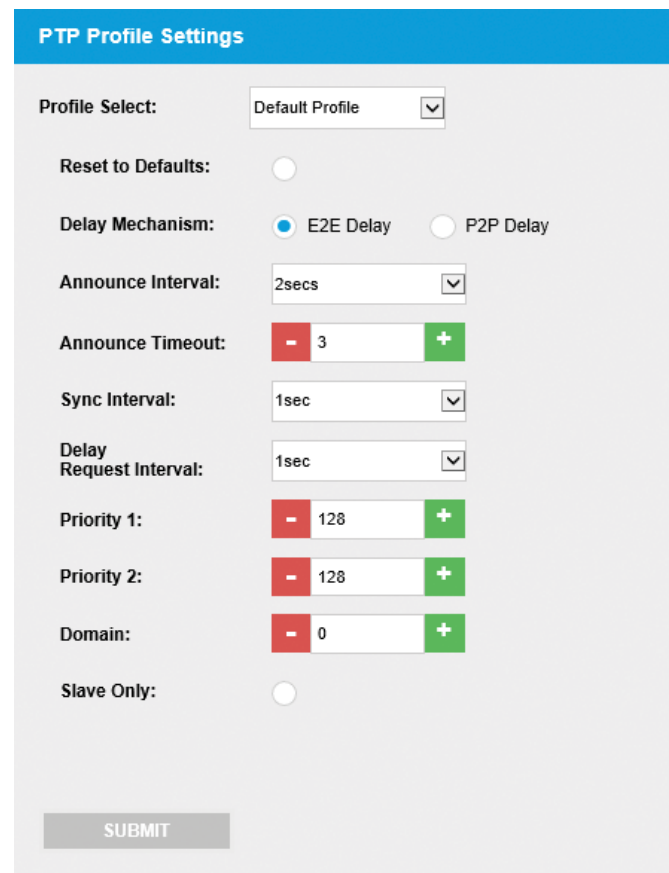 PTP Profile Settings
Profile Select: Default Profile
Reset to Defaults:
Delay Mechanism: E2E Delay P2P Delay
Announce Interval: 2secs
Announce Timeout: - 3 +
Sync Interval: 1sec
Delay
Request Interval: 1sec
Priority 1: - 128 +
Priority 2: - 128 +
Domain: - 0 +
Slave Only:
SUBMIT